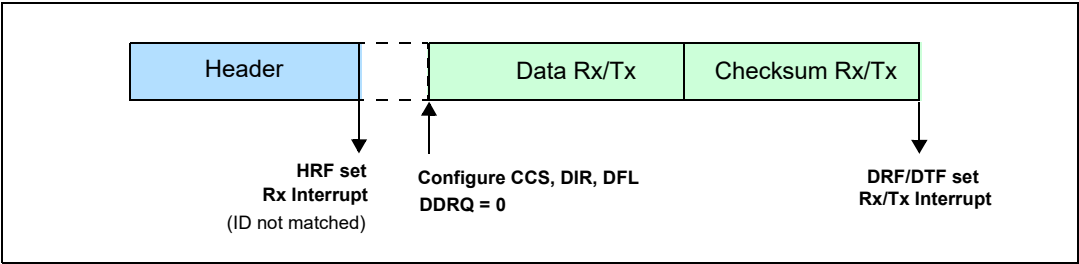 Header
Data Rx/Tx
Checksum Rx/Tx
HRF set
Rx Interrupt
(ID not matched)
Configure CCS, DIR, DFL
DDRQ = 0
DRF/DTF set
Rx/Tx Interrupt